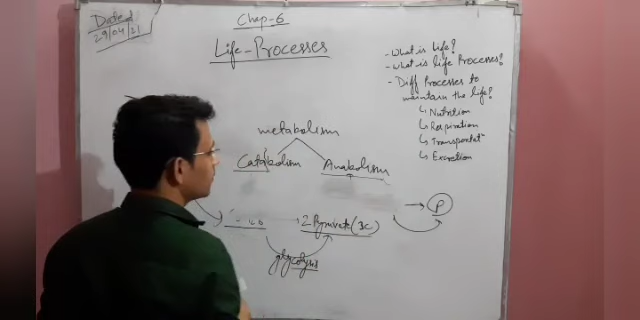 Dated
29/04/21
Chap-6
Life-Processes
- What is Life?
- What is life Processes?
- Diff Processes to
maintain the life?
↳ Nutrition
↳ Respiration
↳ Transportatⁿ
↳ Excretion
metabolism
Catabolism Anabolism
→ 2 Pyruvate (3C) → P
glycolysis